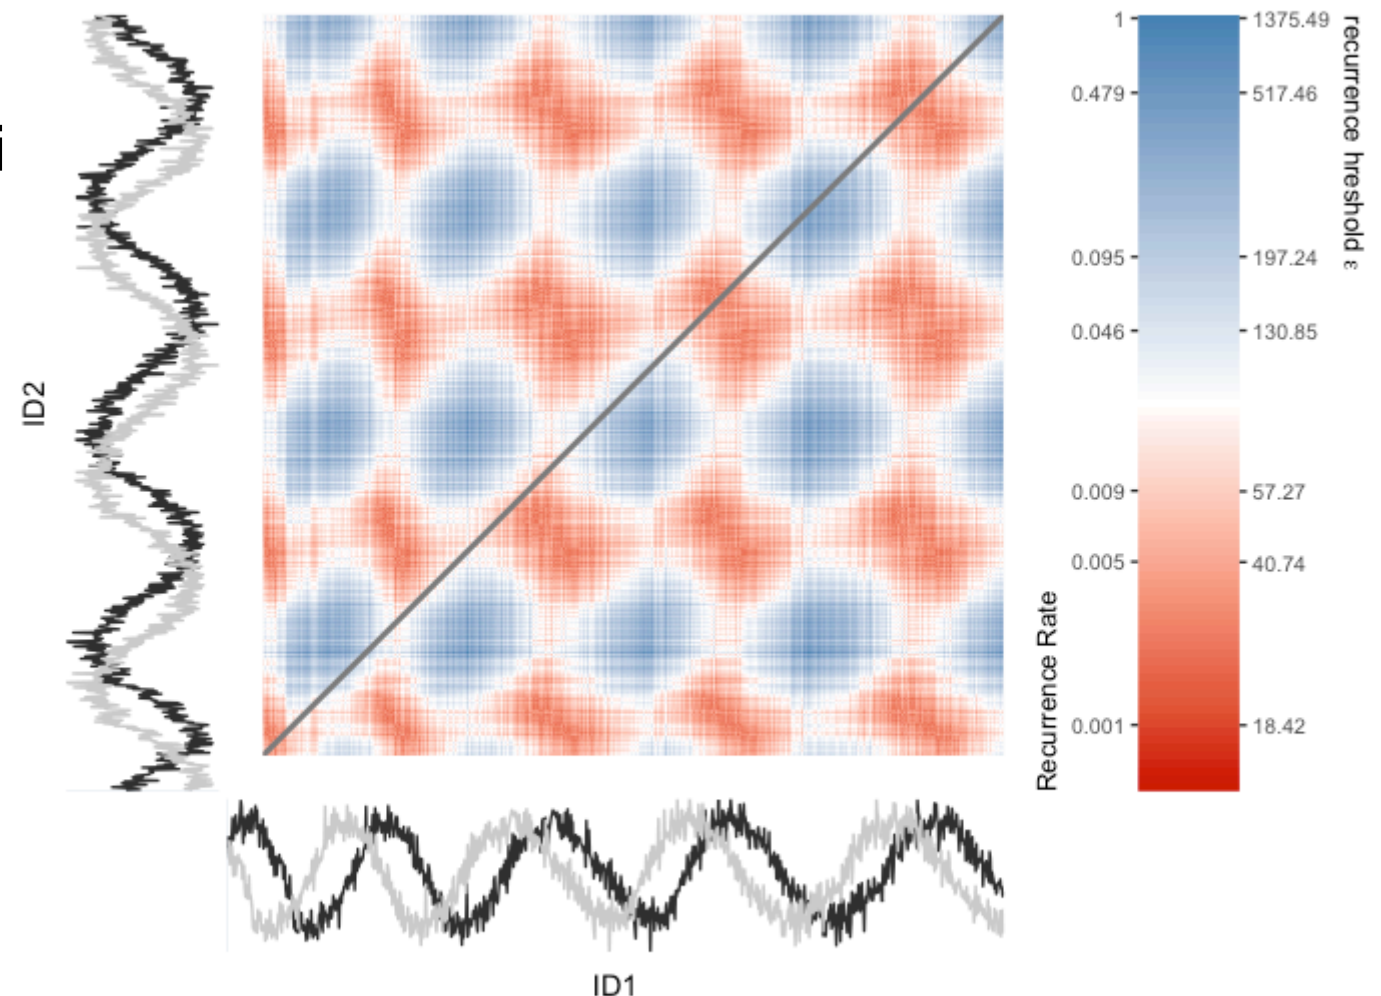 i
ID2
ID1
Recurrence Rate
1
0.479
0.095
0.046
0.009
0.005
0.001
1375.49
517.46
197.24
130.85
57.27
40.74
18.42
recurrence hreshold ε